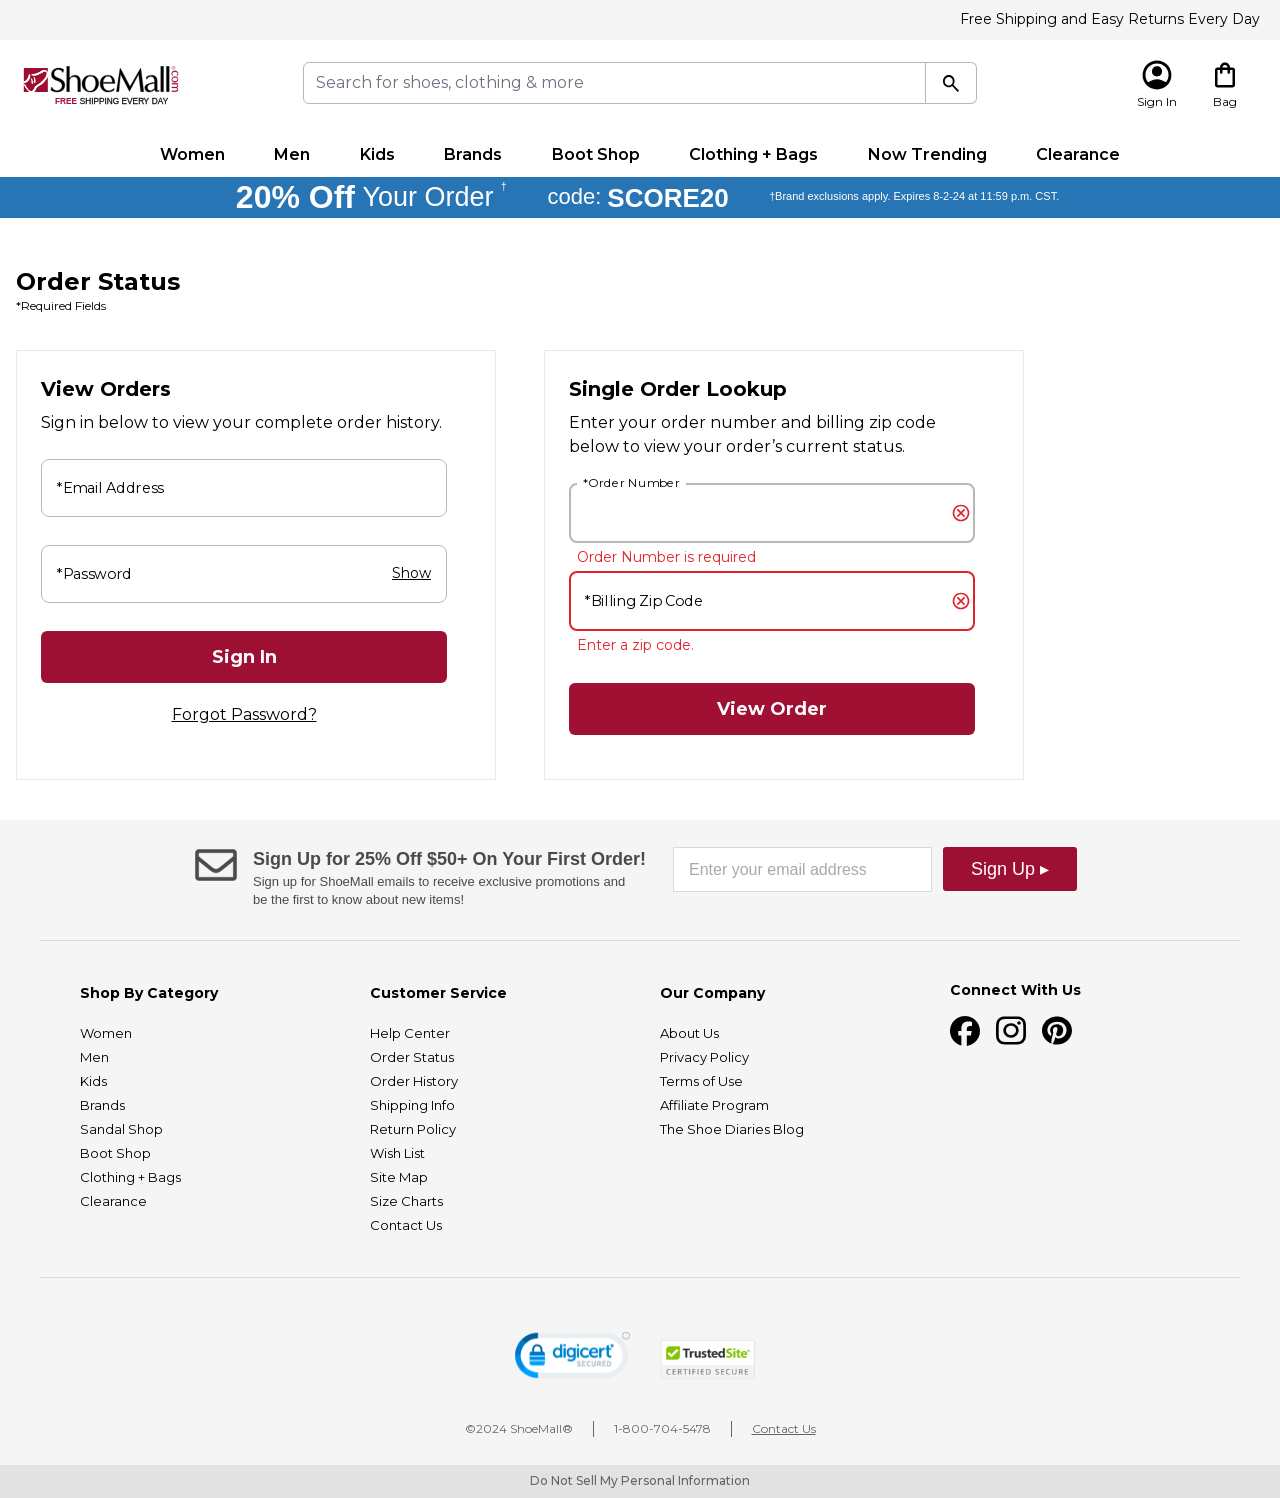 Free Shipping and Easy Returns Every Day
ShoeMall.com®
FREE SHIPPING EVERY DAY
Search for shoes, clothing & more
Sign In
Bag
Women Men Kids Brands Boot Shop Clothing + Bags Now Trending Clearance
20% Off Your Order † code: SCORE20 †Brand exclusions apply. Expires 8-2-24 at 11:59 p.m. CST.
Order Status
*Required Fields
View Orders
Sign in below to view your complete order history.
*Email Address
*Password Show
Sign In
Forgot Password?
Single Order Lookup
Enter your order number and billing zip code
below to view your order’s current status.
*Order Number
Order Number is required
*Billing Zip Code
Enter a zip code.
View Order
Sign Up for 25% Off $50+ On Your First Order!
Sign up for ShoeMall emails to receive exclusive promotions and
be the first to know about new items!
Enter your email address
Sign Up ▸
Shop By Category
Women
Men
Kids
Brands
Sandal Shop
Boot Shop
Clothing + Bags
Clearance
Customer Service
Help Center
Order Status
Order History
Shipping Info
Return Policy
Wish List
Site Map
Size Charts
Contact Us
Our Company
About Us
Privacy Policy
Terms of Use
Affiliate Program
The Shoe Diaries Blog
Connect With Us
digicert®
SECURED
TrustedSite®
CERTIFIED SECURE
©2024 ShoeMall® 1-800-704-5478 Contact Us
Do Not Sell My Personal Information